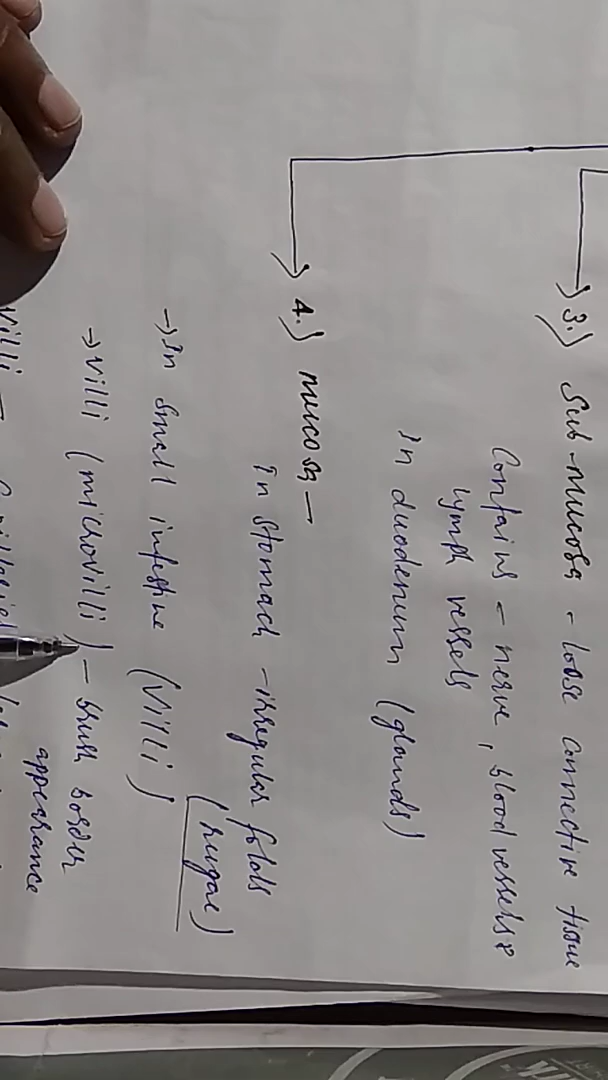 → 3.) Sub-mucosa - loose connective tissue
Contains - nerve, blood vessels &
lymph vessels
In duodenum (glands)
→ 4.) mucosa -
In stomach - irregular folds
(rugae)
→ In small intestine (villi)
→ villi (microvilli) - brush border
appearance
villi -